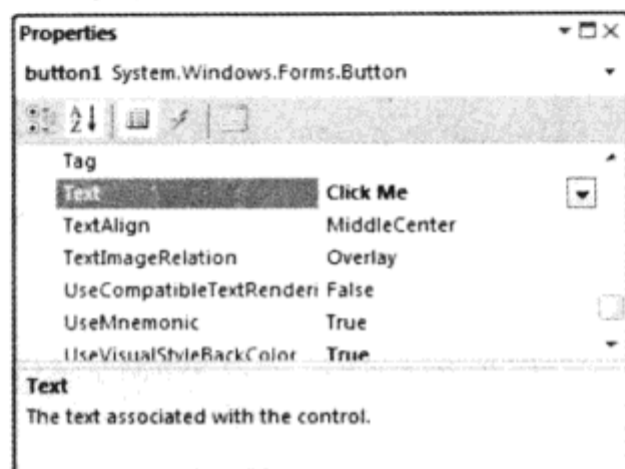 Properties
button1 System.Windows.Forms.Button
A
Z
Tag
Text Click Me
TextAlign MiddleCenter
TextImageRelation Overlay
UseCompatibleTextRenderi False
UseMnemonic True
UseVisualStyleBackColor True
Text
The text associated with the control.